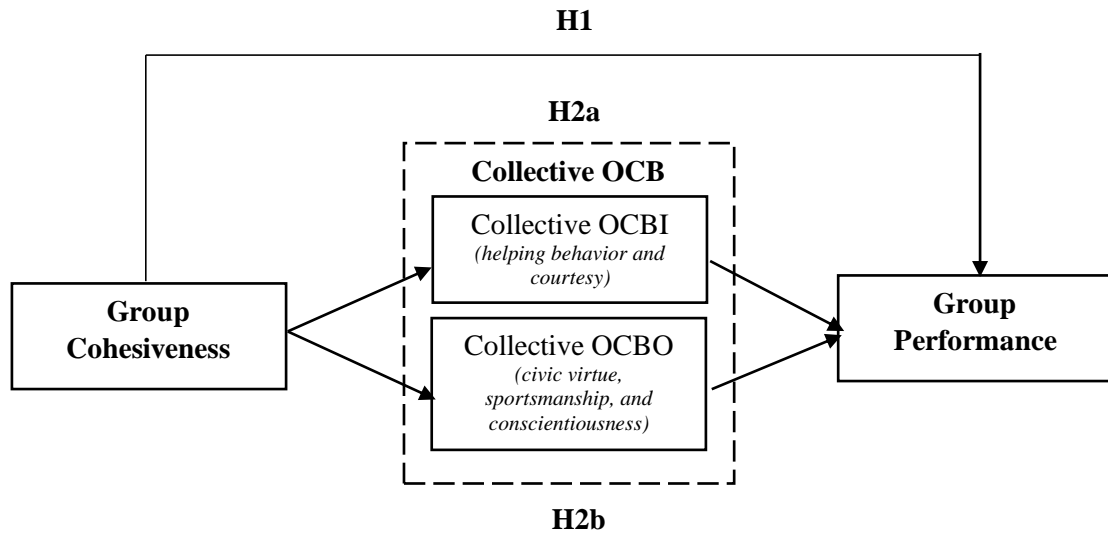 H1
H2a
Collective OCB
Collective OCBI
(helping behavior and
courtesy)
Group
Cohesiveness
Group
Performance
Collective OCBO
(civic virtue,
sportsmanship, and
conscientiousness)
H2b